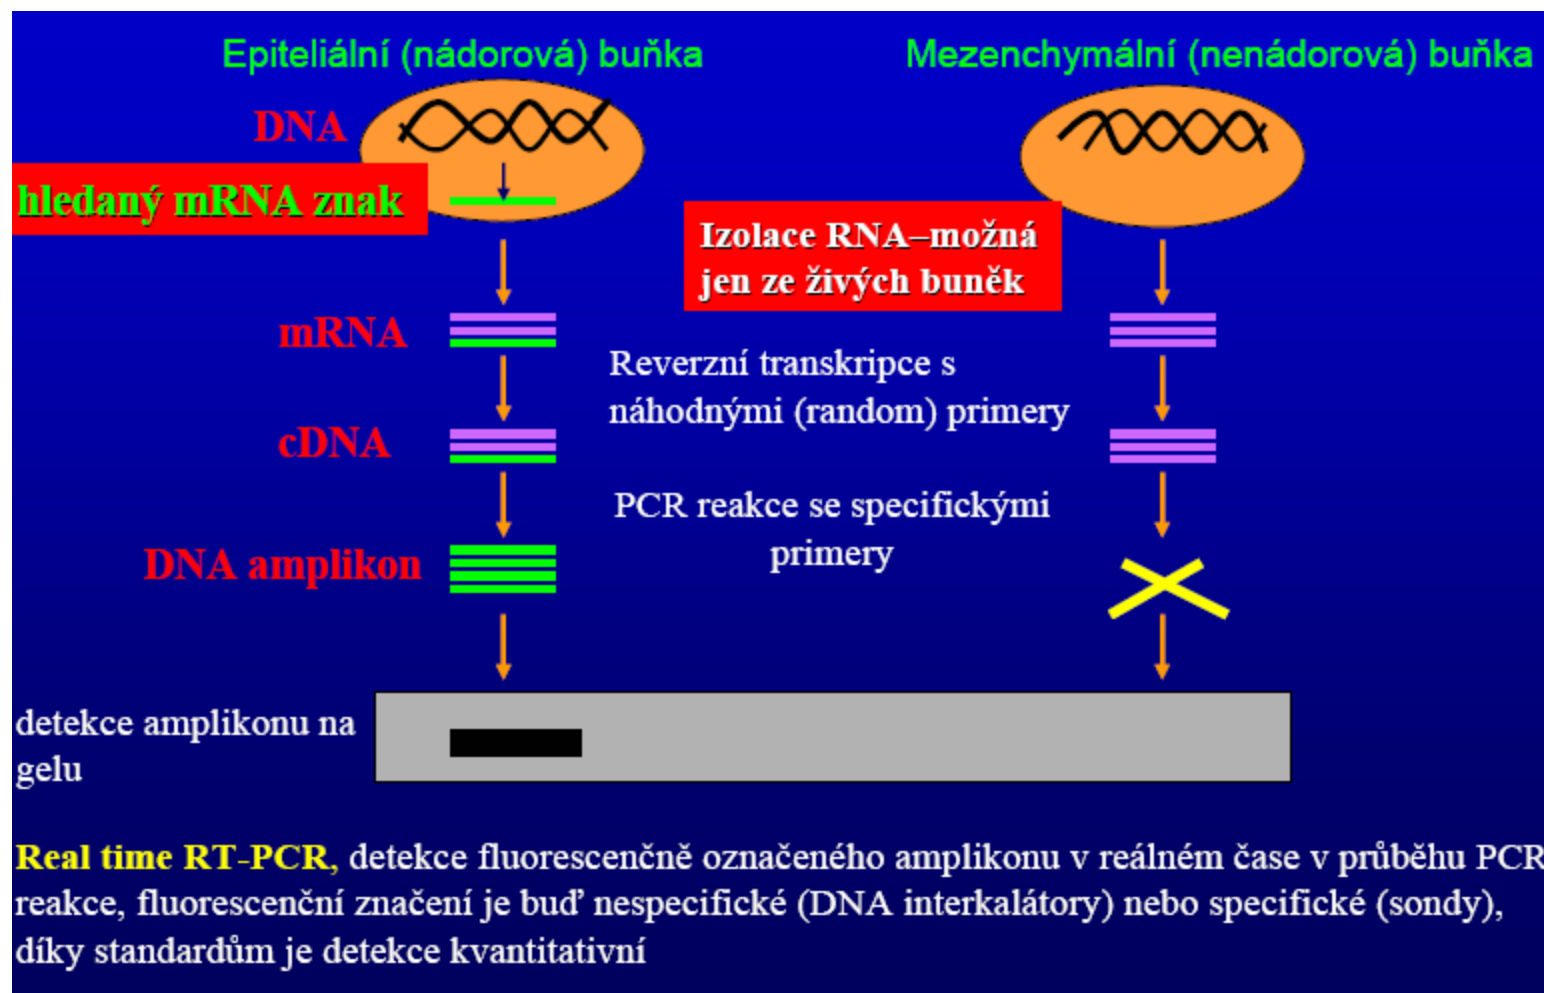 Epiteliální (nádorová) buňka
Mezenchymální (nenádorová) buňka
DNA
hledaný mRNA znak
Izolace RNA–možná
jen ze živých buněk
mRNA
Reverzní transkripce s
náhodnými (random) primery
cDNA
PCR reakce se specifickými
primery
DNA amplikon
detekce amplikonu na
gelu
Real time RT-PCR, detekce fluorescenčně označeného amplikonu v reálném čase v průběhu PCR
reakce, fluorescenční značení je buď nespecifické (DNA interkalátory) nebo specifické (sondy),
díky standardům je detekce kvantitativní